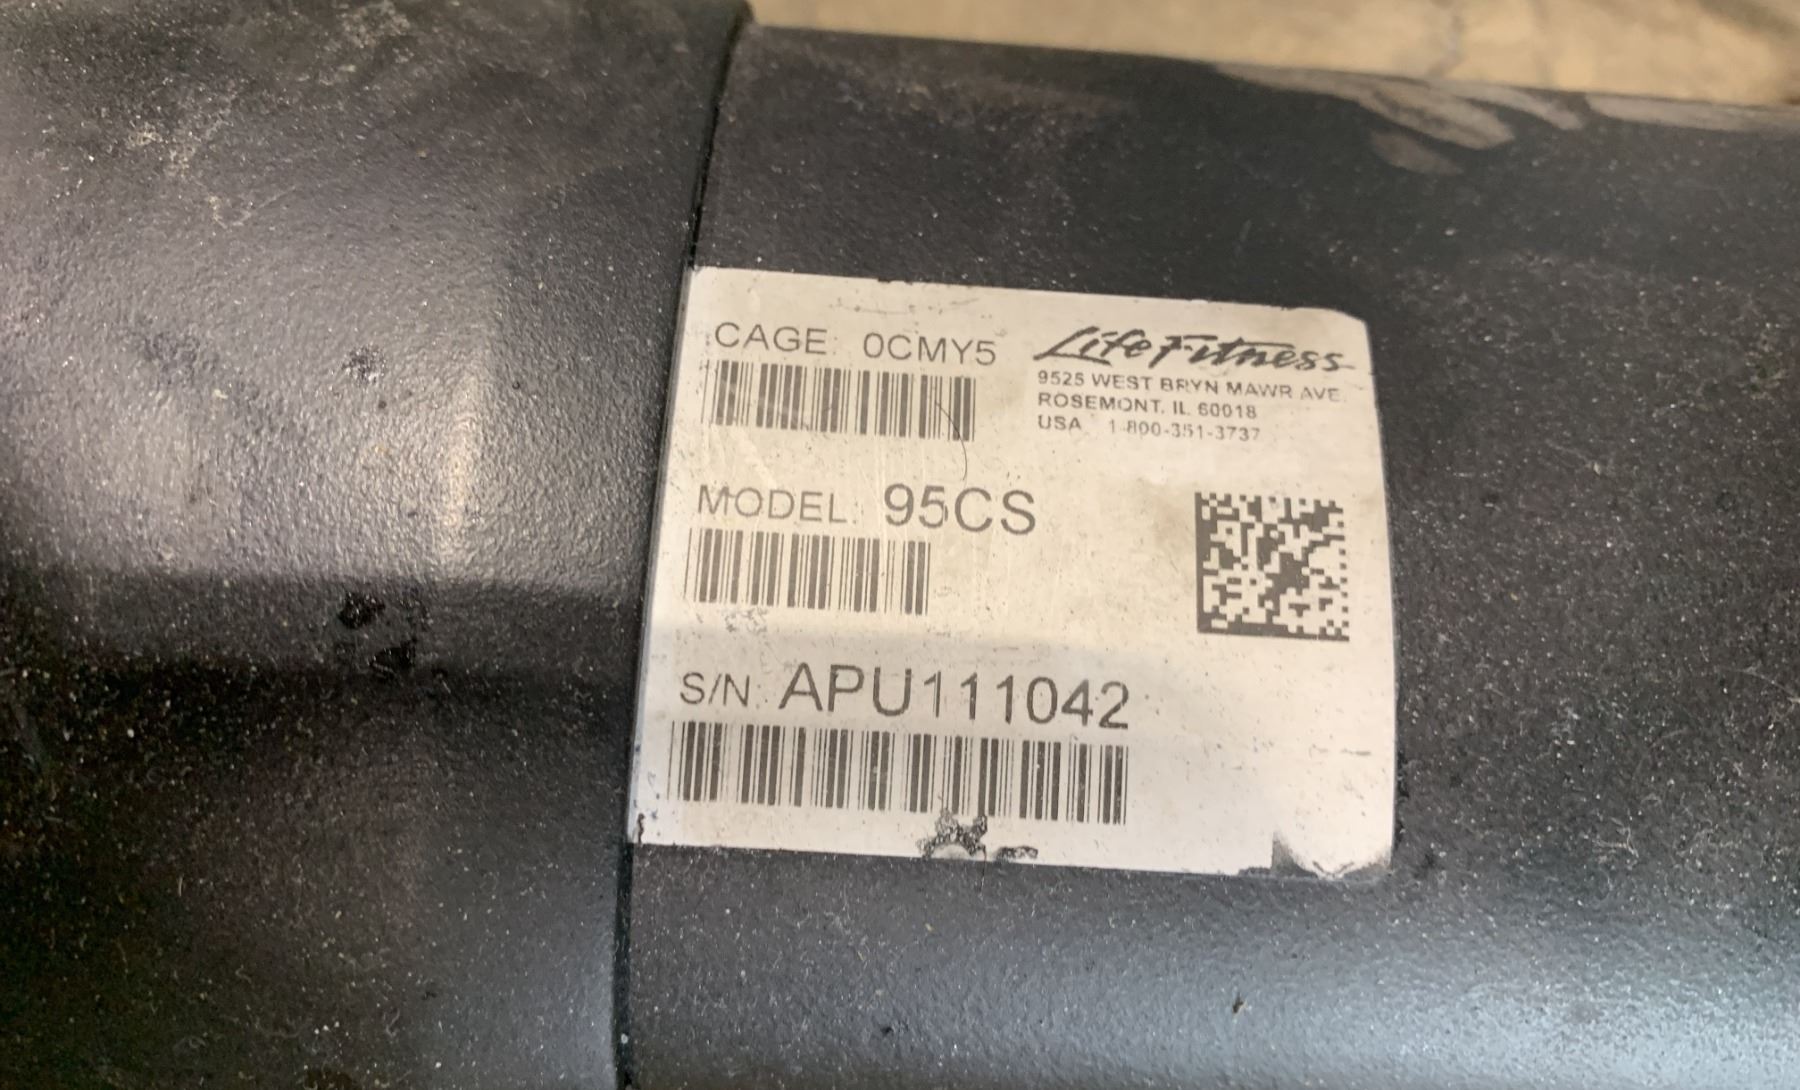 CAGE: 0CMY5
LifeFitness
9525 WEST BRYN MAWR AVE.
ROSEMONT, IL 60018
USA 1-800-351-3737
MODEL: 95CS
S/N: APU111042